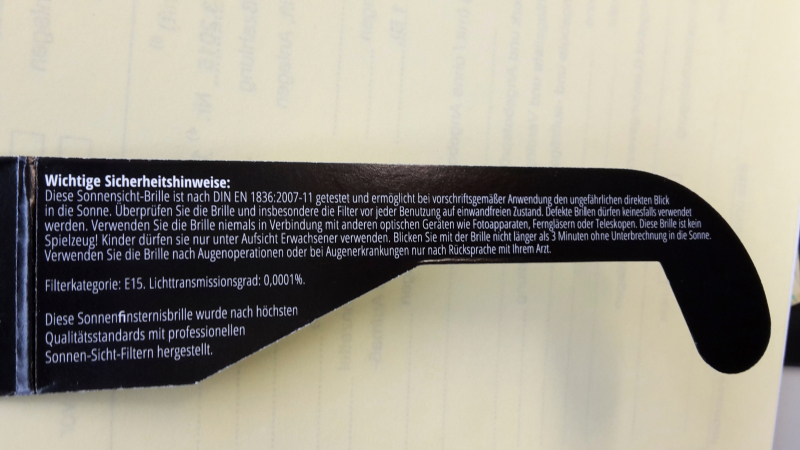 Wichtige Sicherheitshinweise:
Diese Sonnensicht-Brille ist nach DIN EN 1836:2007-11 getestet und ermöglicht bei vorschriftsgemäßer Anwendung den ungefährlichen direkten Blick
in die Sonne. Überprüfen Sie die Brille und insbesondere die Filter vor jeder Benutzung auf einwandfreien Zustand. Defekte Brillen dürfen keinesfalls verwendet
werden. Verwenden Sie die Brille niemals in Verbindung mit anderen optischen Geräten wie Fotoapparaten, Ferngläsern oder Teleskopen. Diese Brille ist kein
Spielzeug! Kinder dürfen sie nur unter Aufsicht Erwachsener verwenden. Blicken Sie mit der Brille nicht länger als 3 Minuten ohne Unterbrechnung in die Sonne.
Verwenden Sie die Brille nach Augenoperationen oder bei Augenerkrankungen nur nach Rücksprache mit Ihrem Arzt.
Filterkategorie: E15. Lichttransmissionsgrad: 0,0001%.
Diese Sonnenfinsternisbrille wurde nach höchsten
Qualitätsstandards mit professionellen
Sonnen-Sicht-Filtern hergestellt.